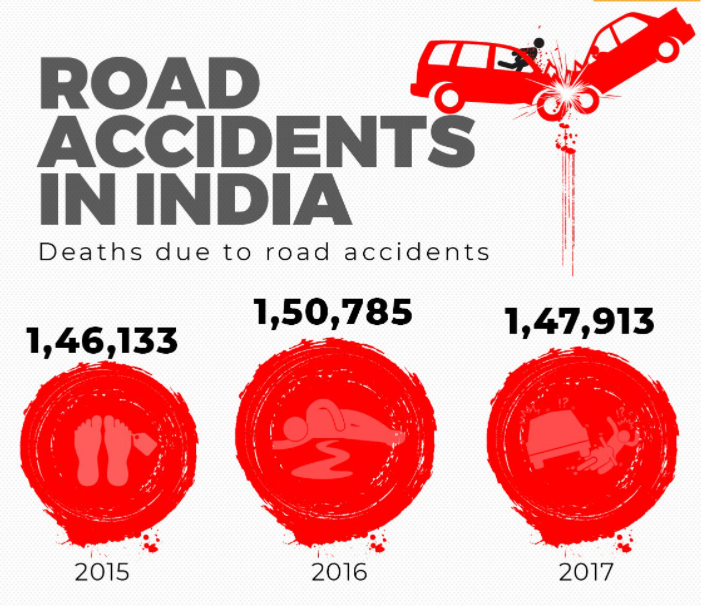 ROAD
ACCIDENTS
IN INDIA
Deaths due to road accidents
1,46,133
1,50,785
1,47,913
2015
2016
2017